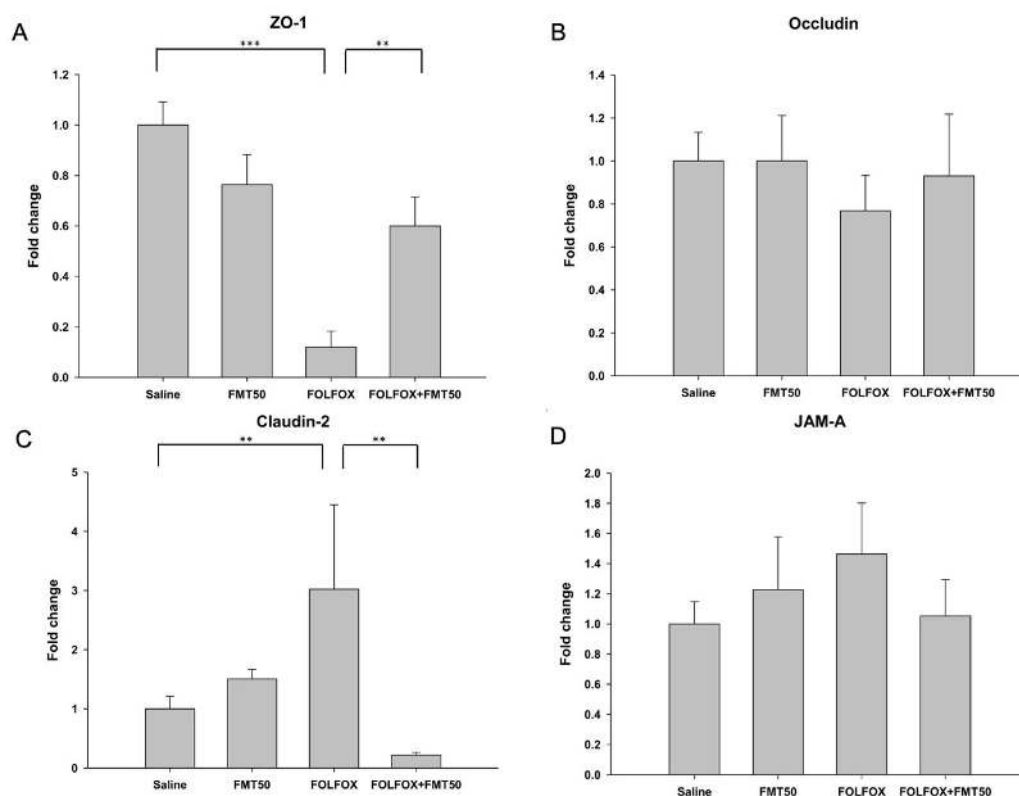 A
ZO-1
***
**
Fold change
1.2
1.0
0.8
0.6
0.4
0.2
0.0
Saline FMT50 FOLFOX FOLFOX+FMT50
B
Occludin
Fold change
1.4
1.2
1.0
0.8
0.6
0.4
0.2
0.0
Saline FMT50 FOLFOX FOLFOX+FMT50
C
Claudin-2
**
**
Fold change
5
4
3
2
1
0
Saline FMT50 FOLFOX FOLFOX+FMT50
D
JAM-A
Fold change
2.0
1.8
1.6
1.4
1.2
1.0
0.8
0.6
0.4
0.2
0.0
Saline FMT50 FOLFOX FOLFOX+FMT50